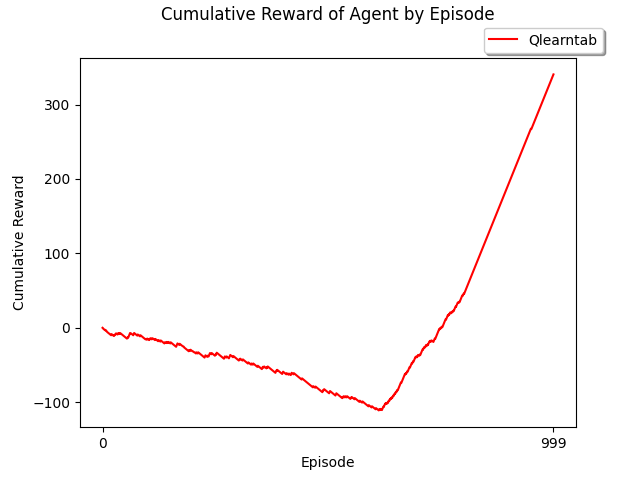 Cumulative Reward of Agent by Episode
Qlearntab
300
200
100
0
−100
Cumulative Reward
0
999
Episode